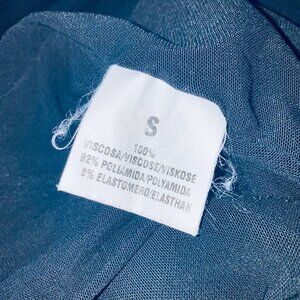 S
100%
VISCOSA/VISCOSE/VISKOSE
92% POLIAMIDA/POLYAMIDA
8% ELASTOMERO/ELASTHAN